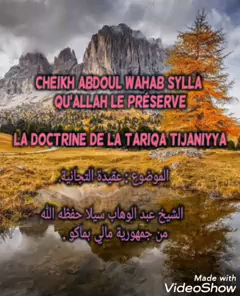 CHEIKH ABDOUL WAHAB SYLLA
QU'ALLAH LE PRÉSERVE
LA DOCTRINE DE LA TARIQA TIJANIYYA
الموضوع : عقيدة التجانية
الشيخ عبد الوهاب سيلا حفظه الله
من جمهورية مالي بماكو .
Made with
VideoShow